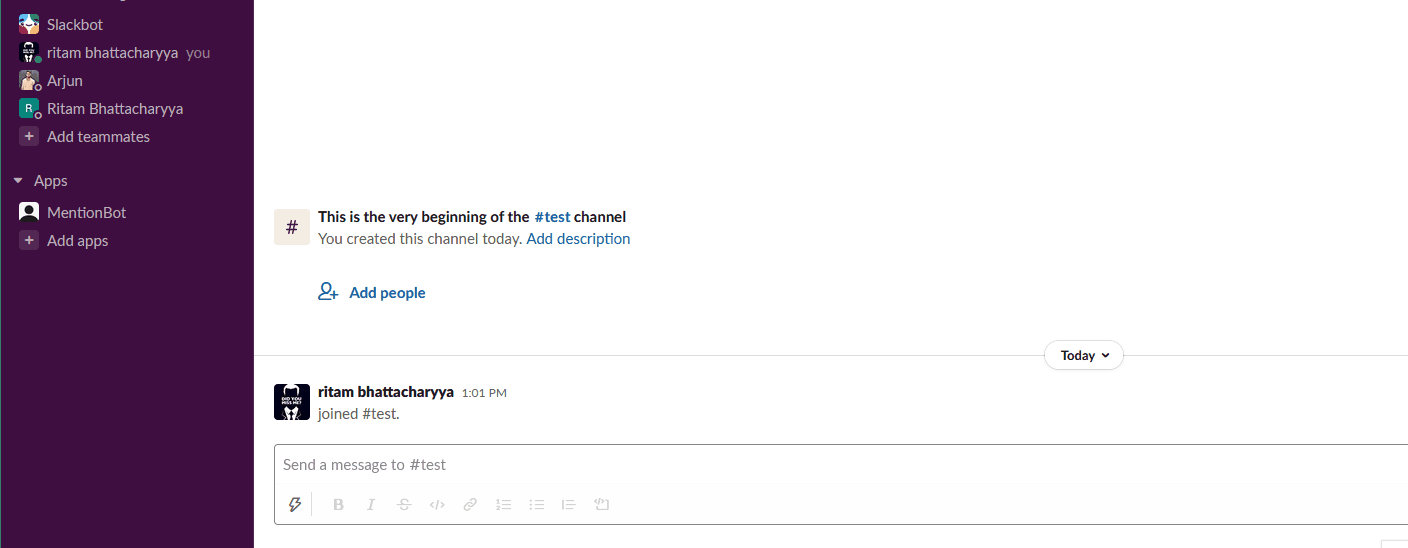 Slackbot
ritam bhattacharyya you
Arjun
R Ritam Bhattacharyya
+ Add teammates
Apps
MentionBot
+ Add apps
# This is the very beginning of the #test channel
You created this channel today. Add description
Add people
Today
ritam bhattacharyya 1:01 PM
DID YOU
MISS ME?
joined #test.
Send a message to #test
B I S </>